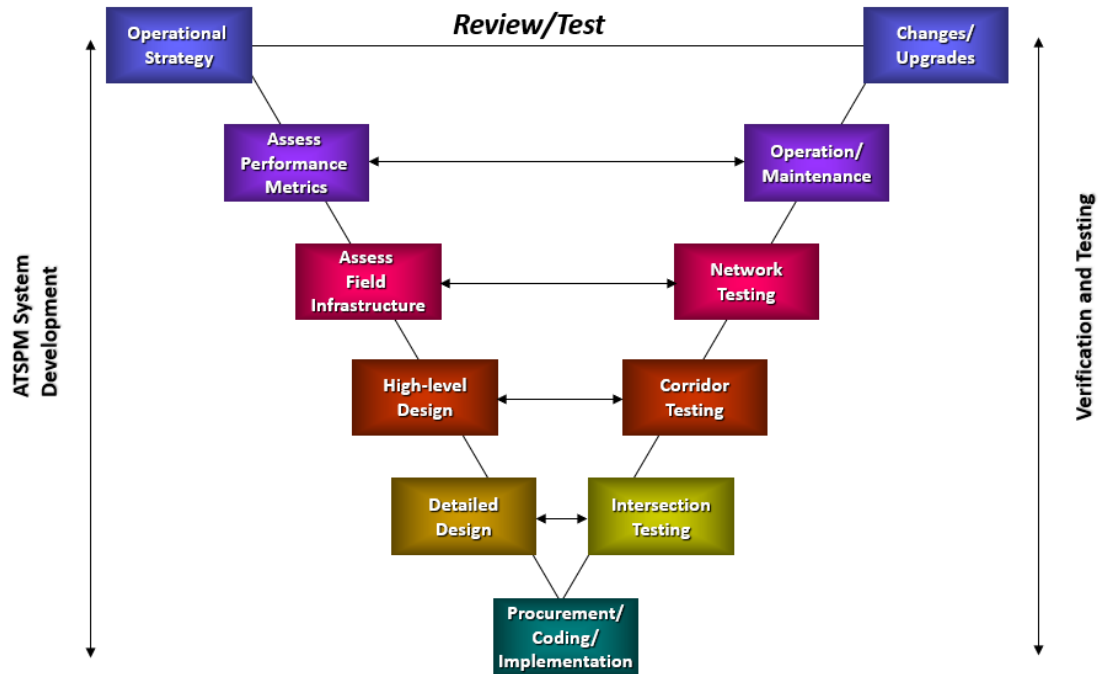 Review/Test
Operational
Strategy
Changes/
Upgrades
Assess
Performance
Metrics
Operation/
Maintenance
Assess
Field
Infrastructure
Network
Testing
High-level
Design
Corridor
Testing
Detailed
Design
Intersection
Testing
Procurement/
Coding/
Implementation
ATSPM System
Development
Verification and Testing